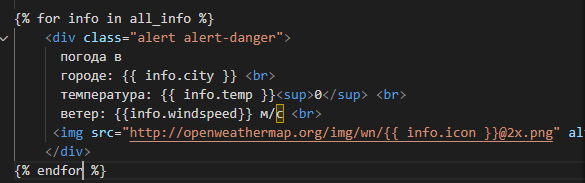 {% for info in all_info %}
<div class="alert alert-danger">
погода в
городе: {{ info.city }} <br>
температура: {{ info.temp }}<sup>0</sup> <br>
ветер: {{info.windspeed}} м/с <br>
<img src="http://openweathermap.org/img/wn/{{ info.icon }}@2x.png" al
</div>
{% endfor %}